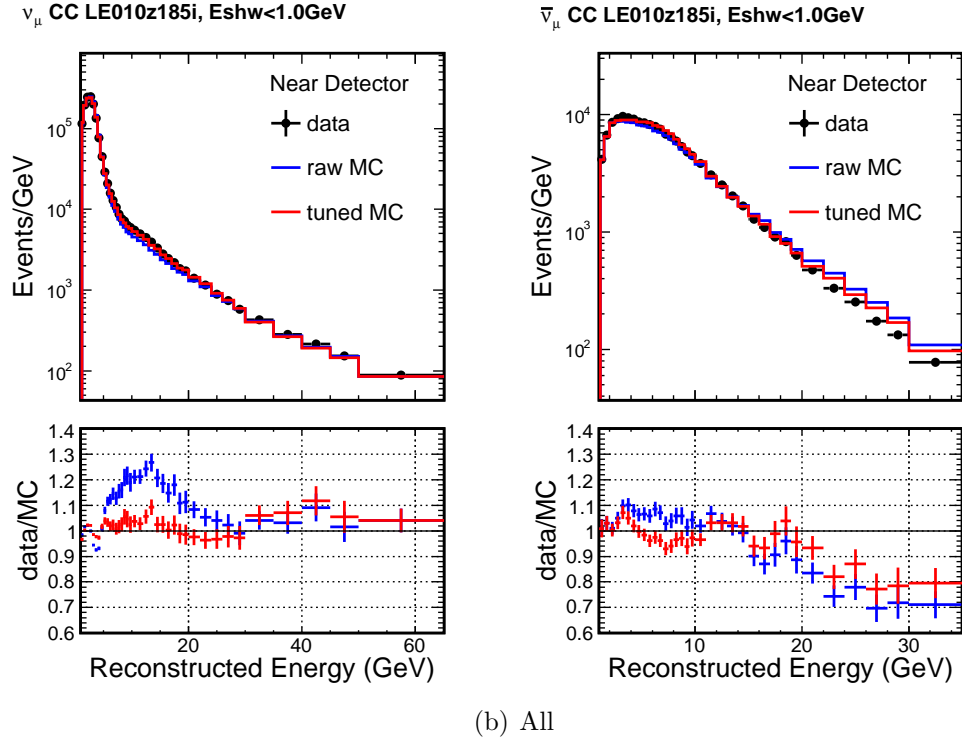 νμ CC LE010z185i, Eshw<1.0GeV
Near Detector
data
raw MC
tuned MC
Events/GeV
10^5
10^4
10^3
10^2
data/MC
1.4
1.3
1.2
1.1
1
0.9
0.8
0.7
0.6
20 40 60
Reconstructed Energy (GeV)
ν̅μ CC LE010z185i, Eshw<1.0GeV
Near Detector
data
raw MC
tuned MC
Events/GeV
10^4
10^3
10^2
data/MC
1.4
1.3
1.2
1.1
1
0.9
0.8
0.7
0.6
10 20 30
Reconstructed Energy (GeV)
(b) All